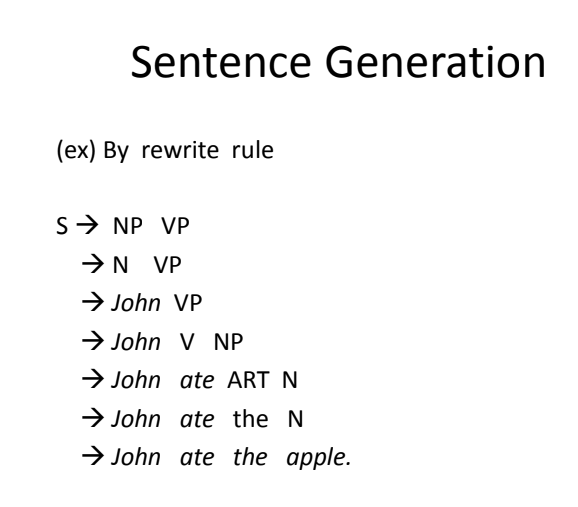 Sentence Generation
(ex) By rewrite rule
S → NP VP
→ N VP
→ John VP
→ John V NP
→ John ate ART N
→ John ate the N
→ John ate the apple.